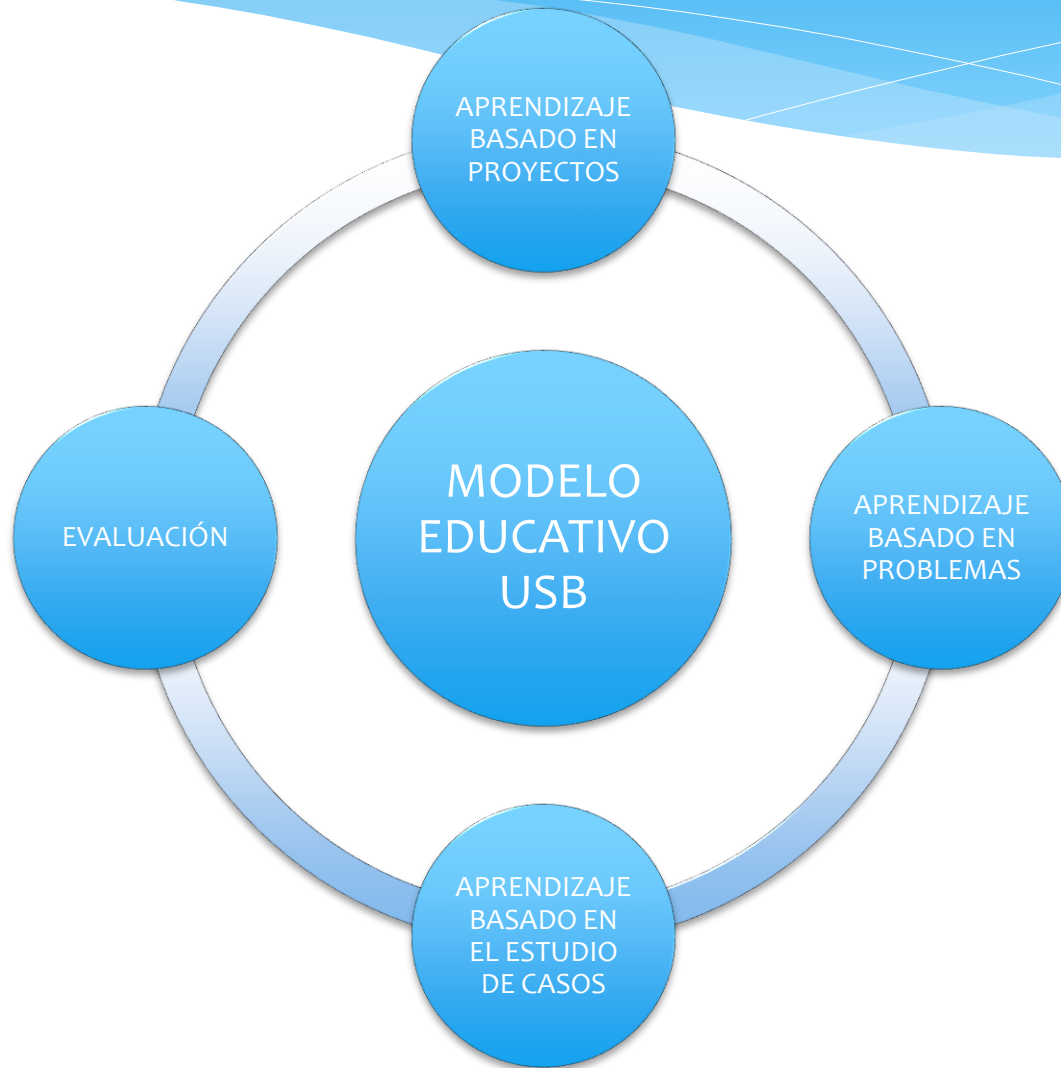 APRENDIZAJE
BASADO EN
PROYECTOS
MODELO
EDUCATIVO
USB
APRENDIZAJE
BASADO EN
PROBLEMAS
APRENDIZAJE
BASADO EN
EL ESTUDIO
DE CASOS
EVALUACIÓN